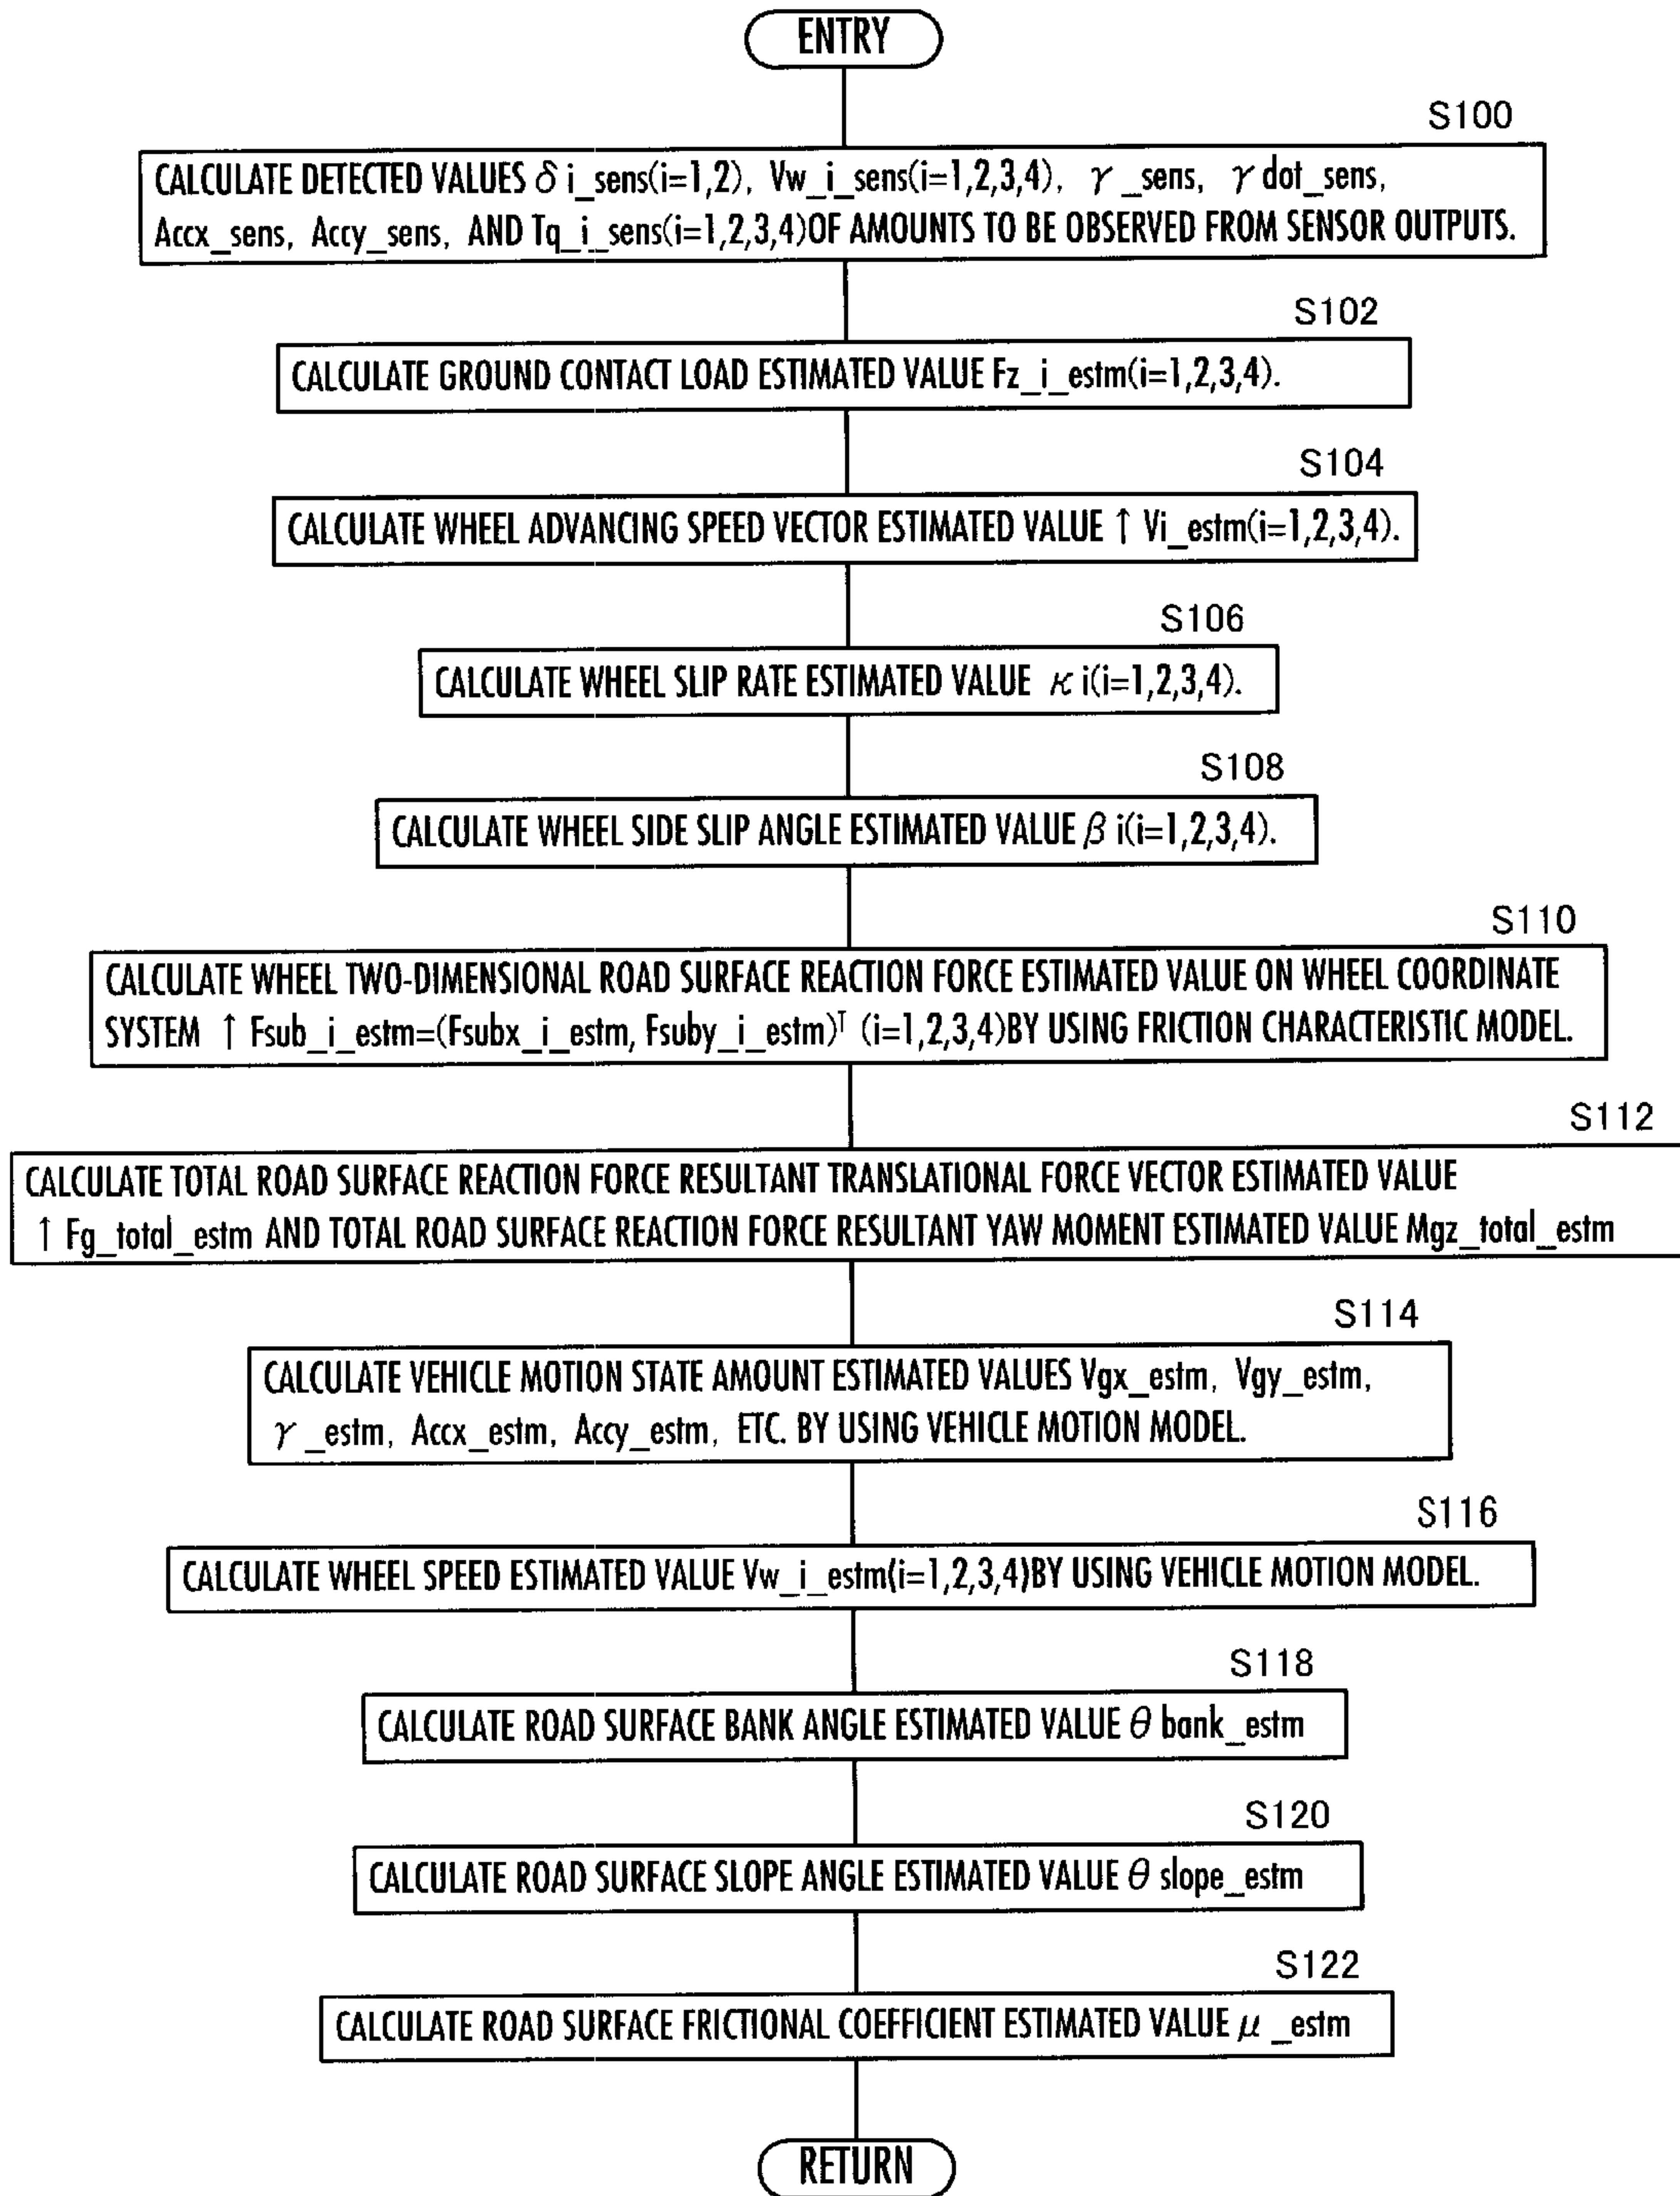 ENTRY
S100
CALCULATE DETECTED VALUES δ i_sens(i=1,2), Vw_i_sens(i=1,2,3,4), γ _sens, γ dot_sens,
Accx_sens, Accy_sens, AND Tq_i_sens(i=1,2,3,4)OF AMOUNTS TO BE OBSERVED FROM SENSOR OUTPUTS.
S102
CALCULATE GROUND CONTACT LOAD ESTIMATED VALUE Fz_i_estm(i=1,2,3,4).
S104
CALCULATE WHEEL ADVANCING SPEED VECTOR ESTIMATED VALUE ↑ Vi_estm(i=1,2,3,4).
S106
CALCULATE WHEEL SLIP RATE ESTIMATED VALUE κ i(i=1,2,3,4).
S108
CALCULATE WHEEL SIDE SLIP ANGLE ESTIMATED VALUE β i(i=1,2,3,4).
S110
CALCULATE WHEEL TWO-DIMENSIONAL ROAD SURFACE REACTION FORCE ESTIMATED VALUE ON WHEEL COORDINATE
SYSTEM ↑ Fsub_i_estm=(Fsubx_i_estm, Fsuby_i_estm)ᵀ (i=1,2,3,4)BY USING FRICTION CHARACTERISTIC MODEL.
S112
CALCULATE TOTAL ROAD SURFACE REACTION FORCE RESULTANT TRANSLATIONAL FORCE VECTOR ESTIMATED VALUE
↑ Fg_total_estm AND TOTAL ROAD SURFACE REACTION FORCE RESULTANT YAW MOMENT ESTIMATED VALUE Mgz_total_estm
S114
CALCULATE VEHICLE MOTION STATE AMOUNT ESTIMATED VALUES Vgx_estm, Vgy_estm,
γ _estm, Accx_estm, Accy_estm, ETC. BY USING VEHICLE MOTION MODEL.
S116
CALCULATE WHEEL SPEED ESTIMATED VALUE Vw_i_estm(i=1,2,3,4)BY USING VEHICLE MOTION MODEL.
S118
CALCULATE ROAD SURFACE BANK ANGLE ESTIMATED VALUE θ bank_estm
S120
CALCULATE ROAD SURFACE SLOPE ANGLE ESTIMATED VALUE θ slope_estm
S122
CALCULATE ROAD SURFACE FRICTIONAL COEFFICIENT ESTIMATED VALUE μ _estm
RETURN